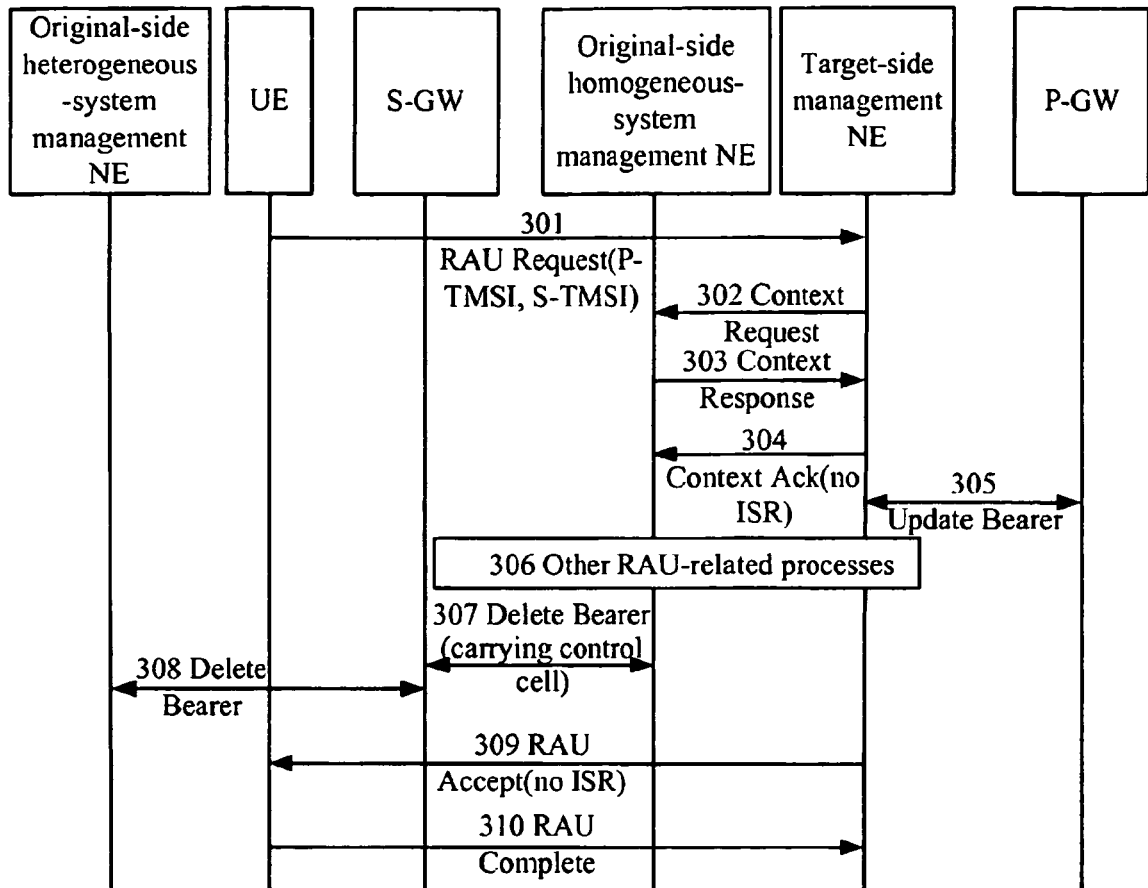 Original-side
heterogeneous
-system
management
NE
UE
S-GW
Original-side
homogeneous-
system
management NE
Target-side
management
NE
P-GW
301
RAU Request(P-
TMSI, S-TMSI)
302 Context
Request
303 Context
Response
304
Context Ack(no
ISR)
305
Update Bearer
306 Other RAU-related processes
307 Delete Bearer
(carrying control
cell)
308 Delete
Bearer
309 RAU
Accept(no ISR)
310 RAU
Complete